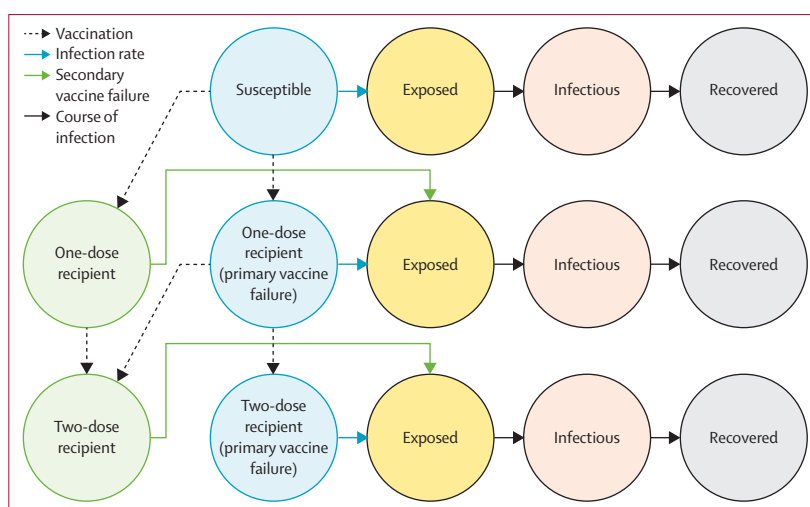 Vaccination
Infection rate
Secondary
vaccine failure
Course of
infection
Susceptible
Exposed
Infectious
Recovered
One-dose
recipient
One-dose
recipient
(primary vaccine
failure)
Exposed
Infectious
Recovered
Two-dose
recipient
Two-dose
recipient
(primary vaccine
failure)
Exposed
Infectious
Recovered